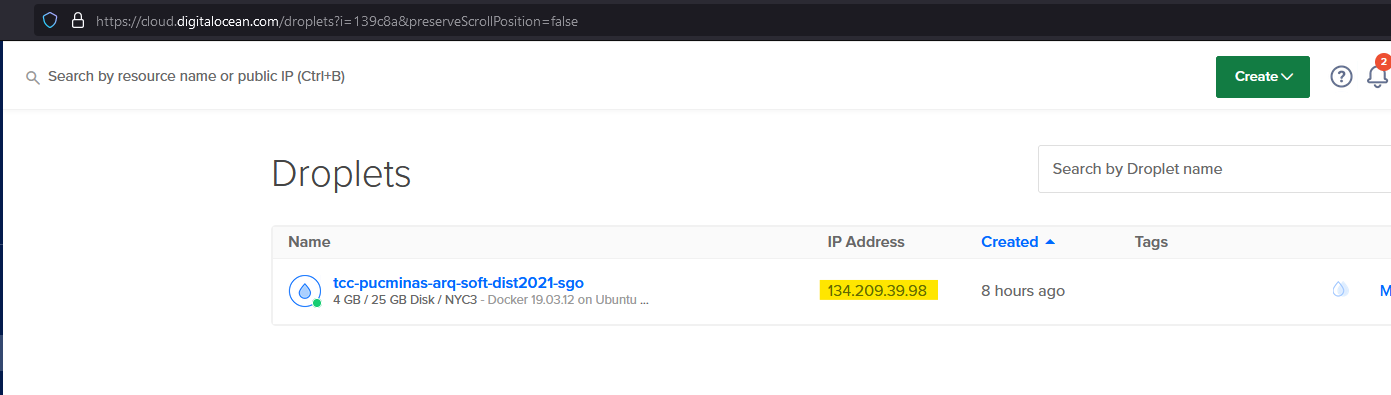 https://cloud.digitalocean.com/droplets?i=139c8a&preserveScrollPosition=false
Search by resource name or public IP (Ctrl+B)
Create
?
2
Droplets
Search by Droplet name
Name IP Address Created Tags
tcc-pucminas-arq-soft-dist2021-sgo 134.209.39.98 8 hours ago M
4 GB / 25 GB Disk / NYC3 - Docker 19.03.12 on Ubuntu ...